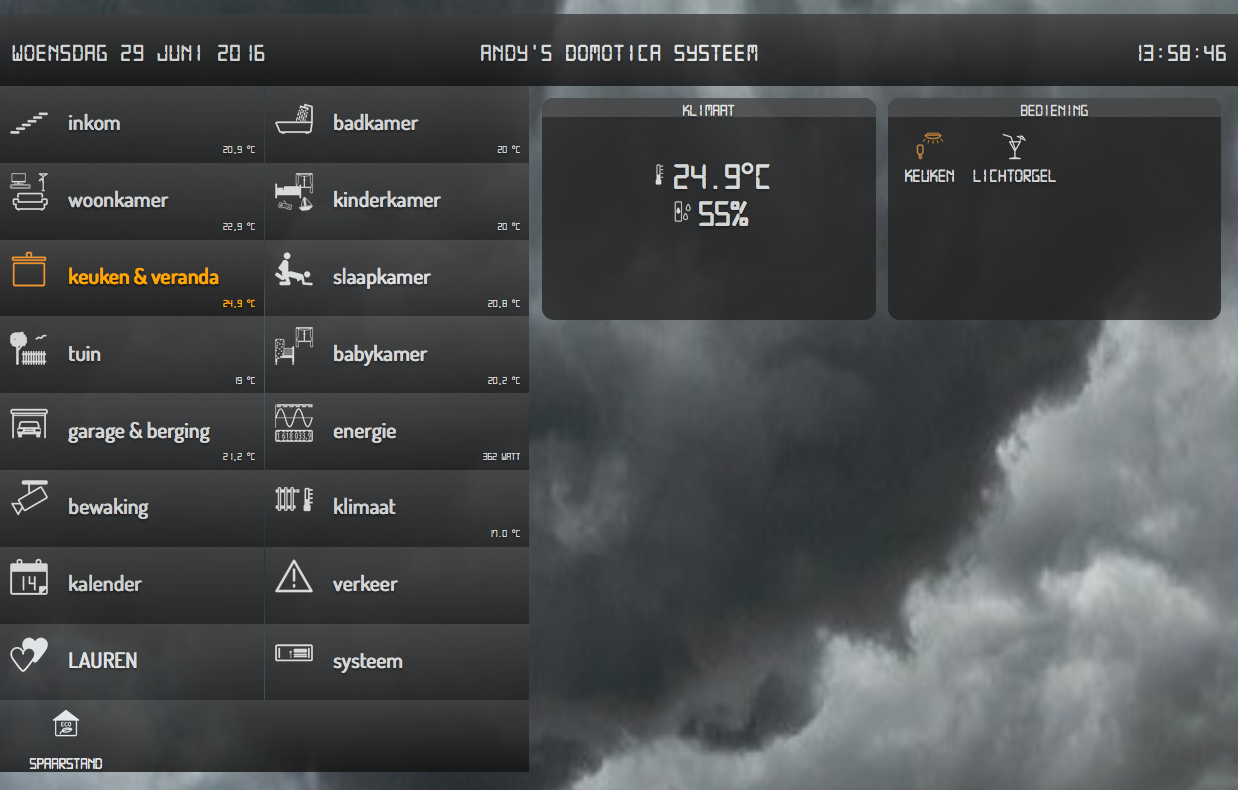 WOENSDAG 29 JUNI 2016
ANDY'S DOMOTICA SYSTEEM
13:58:46
inkom
20,9 °C
badkamer
20 °C
woonkamer
22,9 °C
kinderkamer
20 °C
keuken & veranda
24,9 °C
slaapkamer
20,8 °C
tuin
19 °C
babykamer
20,2 °C
garage & berging
21,2 °C
energie
362 WATT
bewaking
klimaat
17.0 °C
14
kalender
verkeer
LAUREN
systeem
ECO
SPAARSTAND
KLIMAAT
24.9°C
55%
BEDIENING
KEUKEN
LICHTORGEL